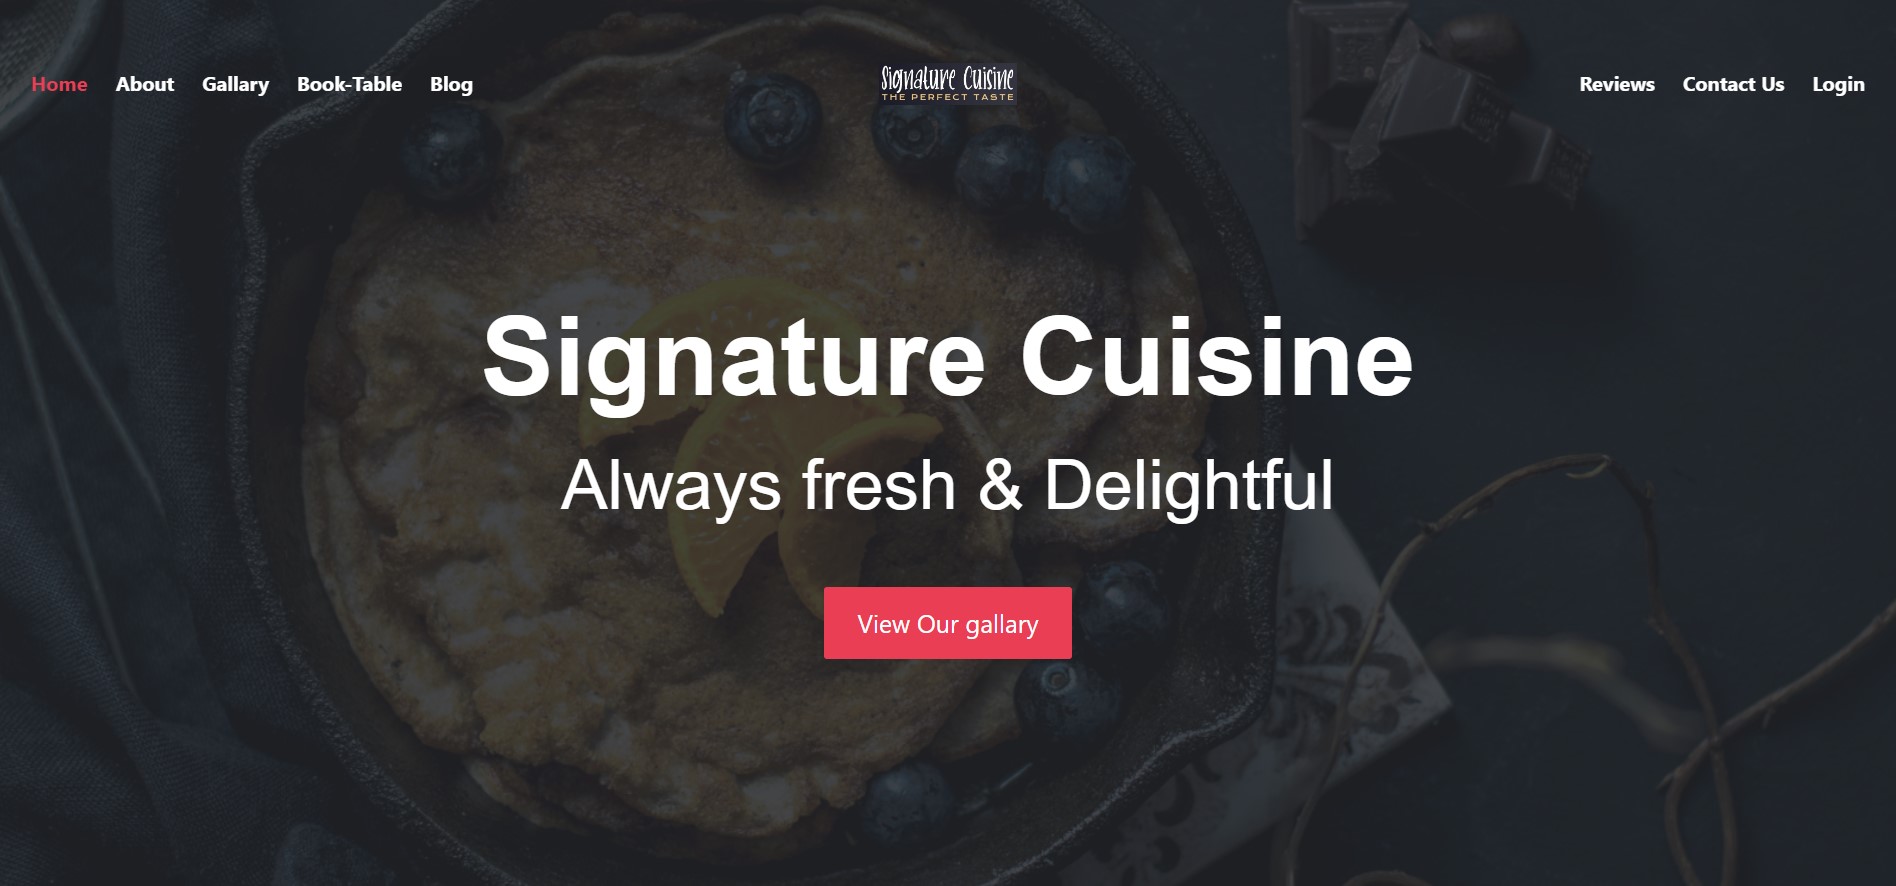 Home About Gallary Book-Table Blog
Signature Cuisine
THE PERFECT TASTE
Reviews Contact Us Login
Signature Cuisine
Always fresh & Delightful
View Our gallary